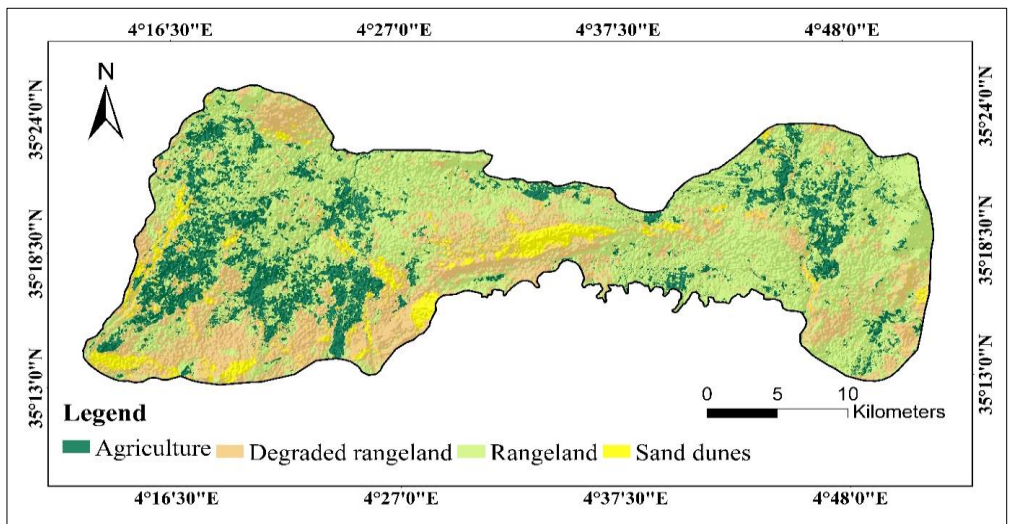 4°16'30"E 4°27'0"E 4°37'30"E 4°48'0"E
N
35°24'0"N 35°24'0"N
35°18'30"N 35°18'30"N
35°13'0"N 35°13'0"N
0 5 10
Kilometers
Legend
Agriculture Degraded rangeland Rangeland Sand dunes
4°16'30"E 4°27'0"E 4°37'30"E 4°48'0"E